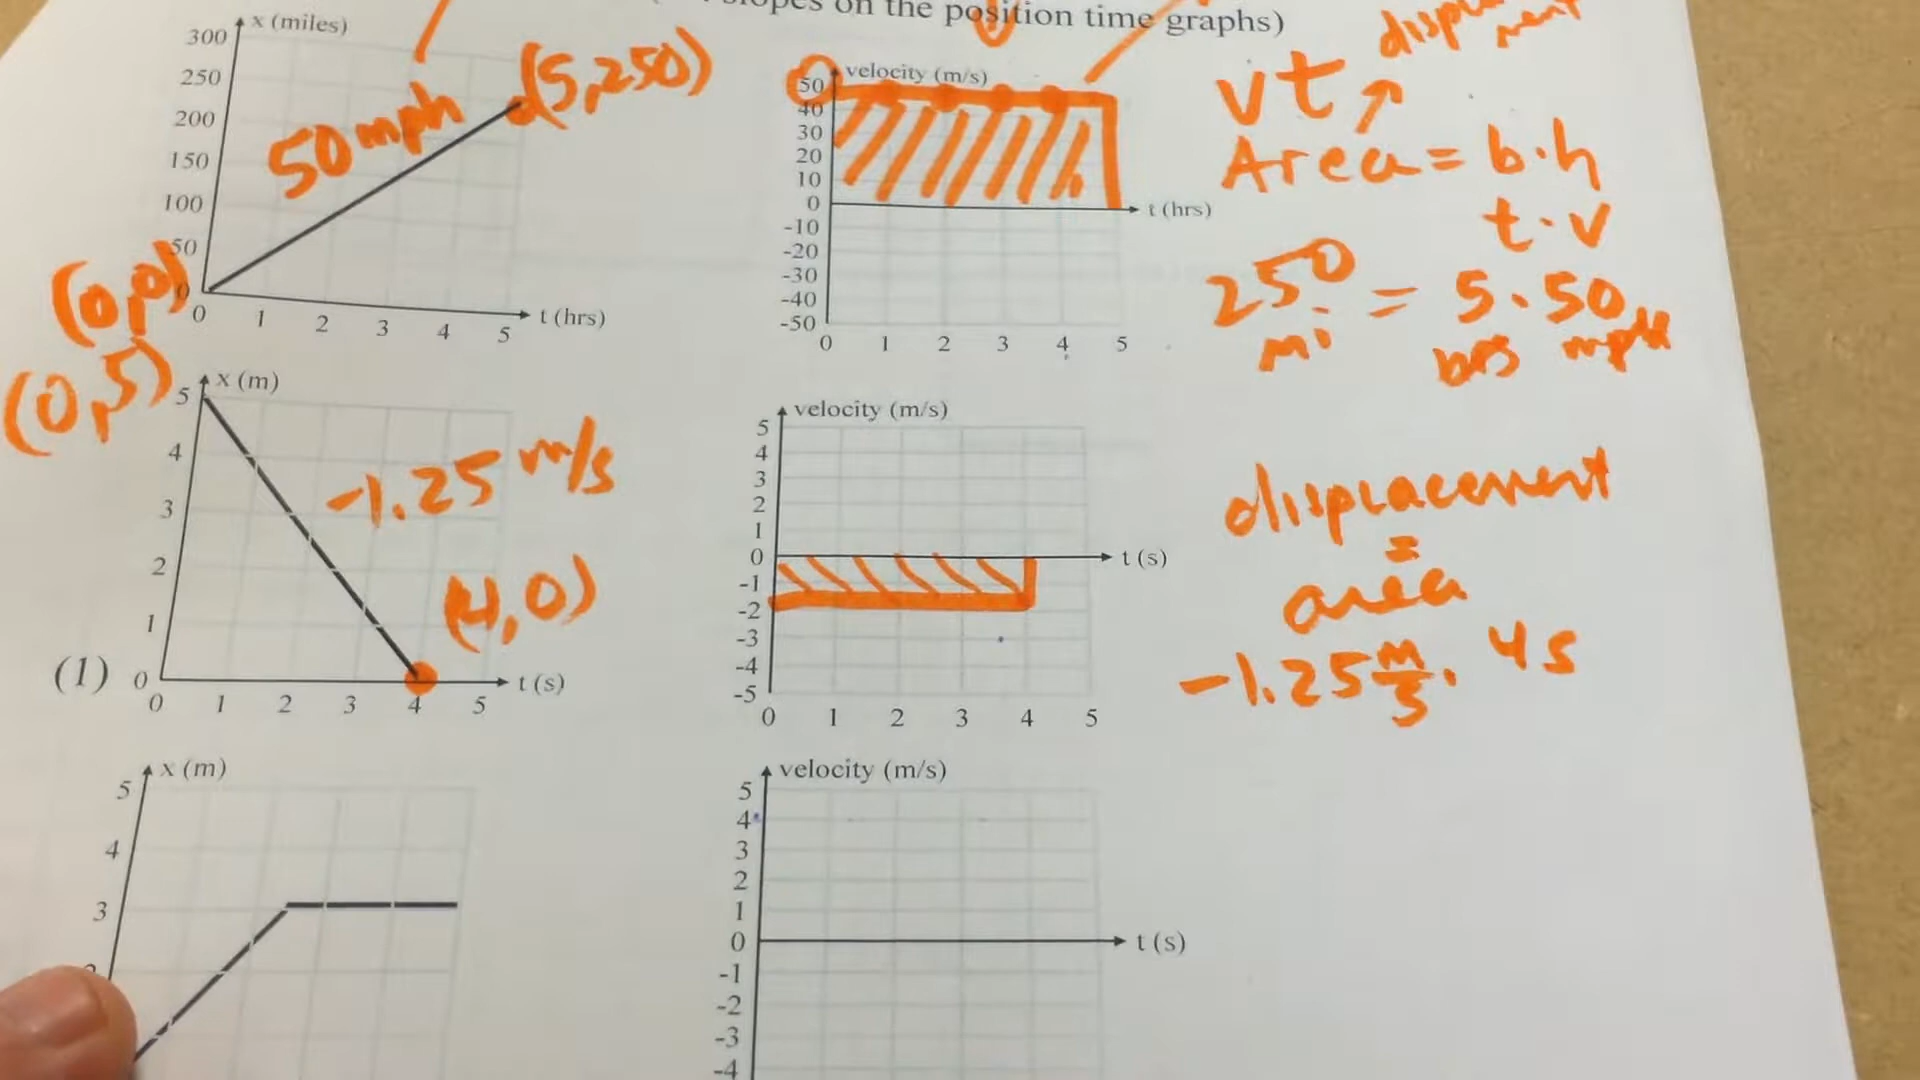 slopes on the position time graphs)
x (miles)
300
250
200
150
100
50
0
0 1 2 3 4 5
t (hrs)
50 mph
(5,250)
(0,0)
velocity (m/s)
50
40
30
20
10
0
-10
-20
-30
-40
-50
0 1 2 3 4 5
t (hrs)
vt
Area = b·h
t·v
250 = 5·50
mi hrs mph
(0,5)
x (m)
5
4
3
2
1
0
0 1 2 3 4 5
t (s)
(1)
-1.25 m/s
(4,0)
velocity (m/s)
5
4
3
2
1
0
-1
-2
-3
-4
-5
0 1 2 3 4 5
t (s)
displacement
=
area
-1.25 m/s · 4s
x (m)
5
4
3
velocity (m/s)
5
4
3
2
1
0
-1
-2
-3
-4
t (s)